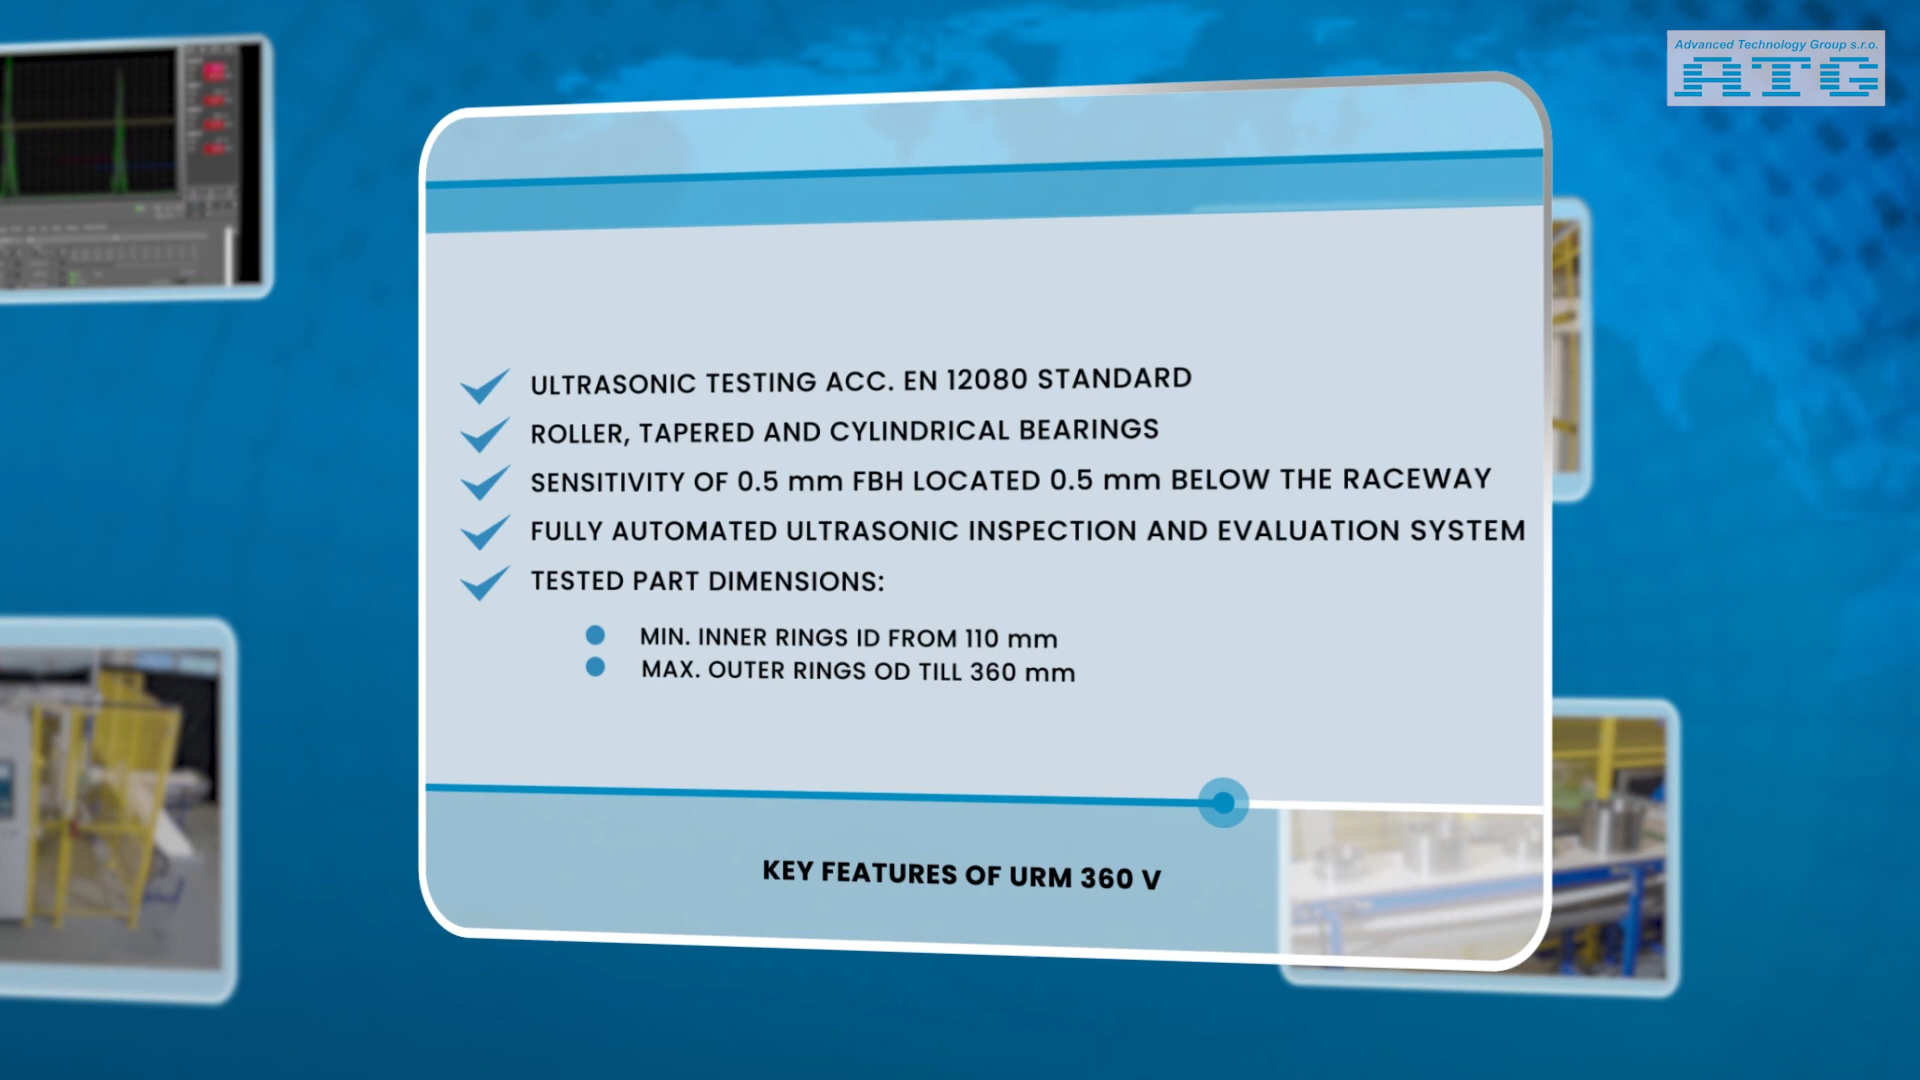 Advanced Technology Group s.r.o.
ATG
ULTRASONIC TESTING ACC. EN 12080 STANDARD
ROLLER, TAPERED AND CYLINDRICAL BEARINGS
SENSITIVITY OF 0.5 mm FBH LOCATED 0.5 mm BELOW THE RACEWAY
FULLY AUTOMATED ULTRASONIC INSPECTION AND EVALUATION SYSTEM
TESTED PART DIMENSIONS:
MIN. INNER RINGS ID FROM 110 mm
MAX. OUTER RINGS OD TILL 360 mm
KEY FEATURES OF URM 360 V